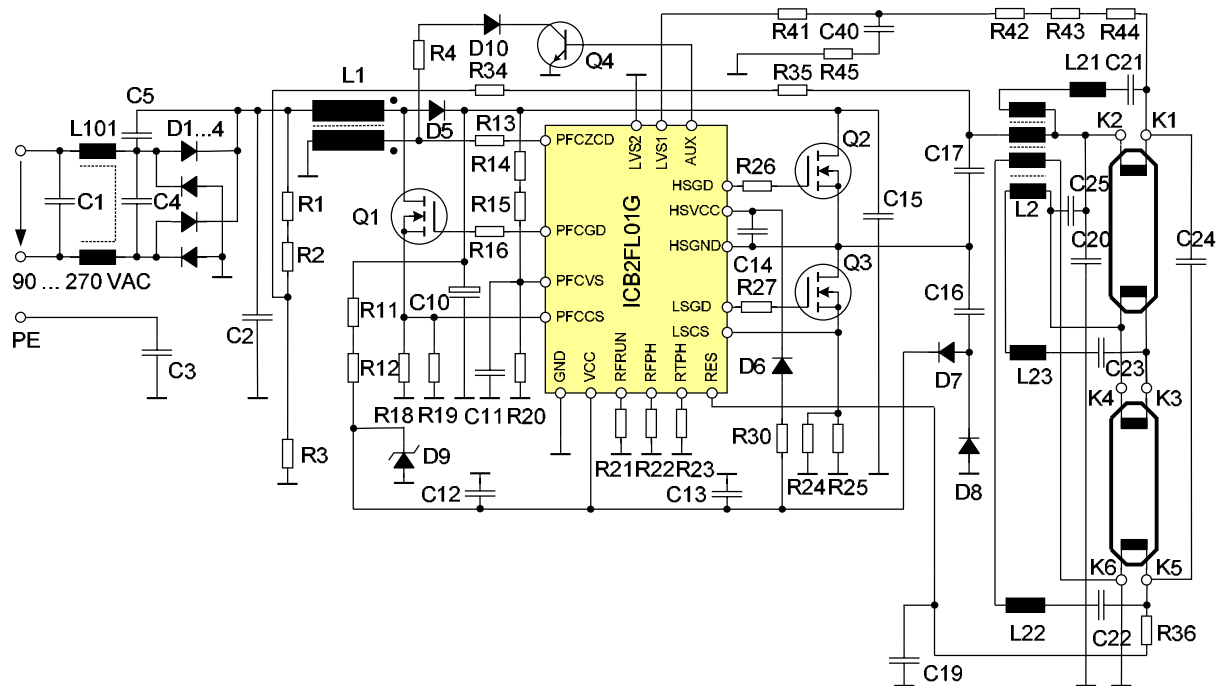 R41
C40
R42
R43
R44
R4
D10
Q4
R45
L21
C21
L1
R34
R35
C5
L101
D1...4
D5
R13
K2
K1
PFCZCD
LVS2
LVS1
AUX
Q2
R14
R26
C17
C1
C4
R1
Q1
R15
HSGD
L2
C25
C15
R2
R16
PFCGD
HSVCC
C20
C24
HSGND
90 ... 270 VAC
C14
Q3
ICB2FL01G
PFCVS
R27
C16
R11
C10
LSGD
PE
C2
PFCCS
LSCS
R12
D6
D7
C3
GND
VCC
RFRUN
RFPH
RTPH
RES
L23
C23
K4
K3
R18
R19
C11
R20
R3
D9
R21
R22
R23
R30
R24
R25
C12
C13
D8
K6
K5
L22
C22
R36
C19